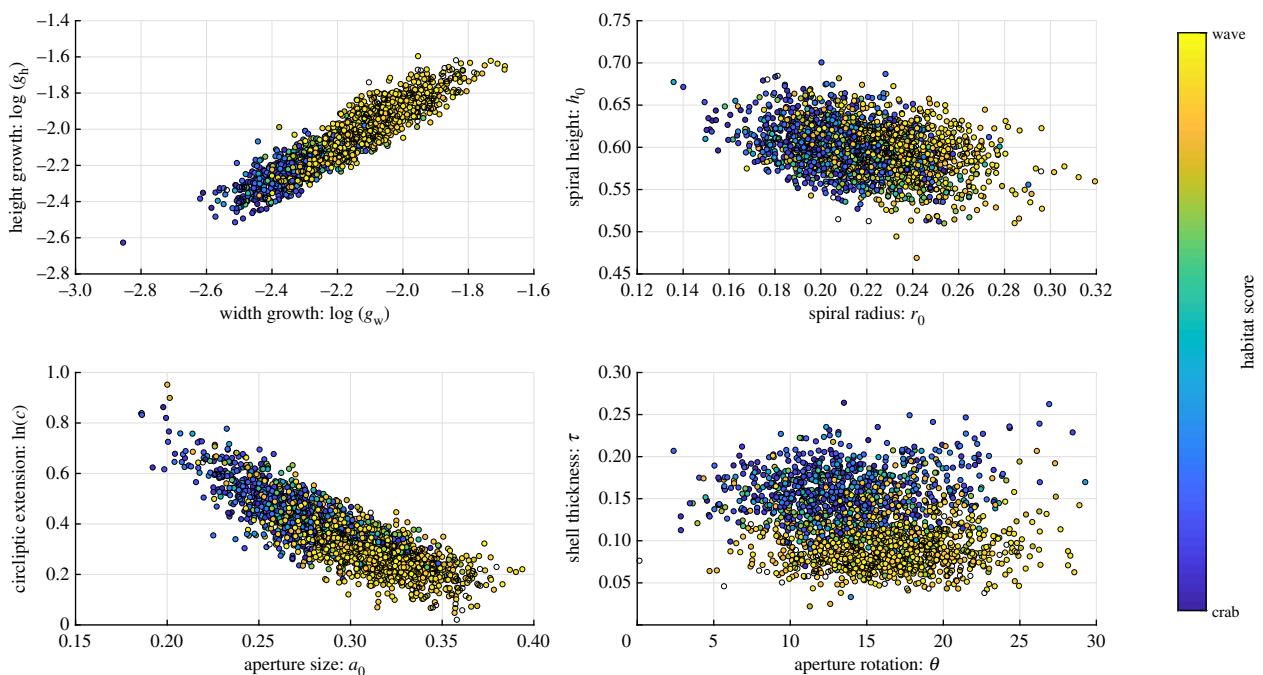 −1.4
−1.6
−1.8
−2.0
−2.2
−2.4
−2.6
−2.8
height growth: log (gh)
−3.0 −2.8 −2.6 −2.4 −2.2 −2.0 −1.8 −1.6
width growth: log (gw)
0.75
0.70
0.65
0.60
0.55
0.50
0.45
spiral height: h0
0.12 0.14 0.16 0.18 0.20 0.22 0.24 0.26 0.28 0.30 0.32
spiral radius: r0
1.0
0.8
0.6
0.4
0.2
0
circliptic extension: ln(c)
0.15 0.20 0.25 0.30 0.35 0.40
aperture size: a0
0.30
0.25
0.20
0.15
0.10
0.05
shell thickness: τ
0 5 10 15 20 25 30
aperture rotation: θ
wave
habitat score
crab